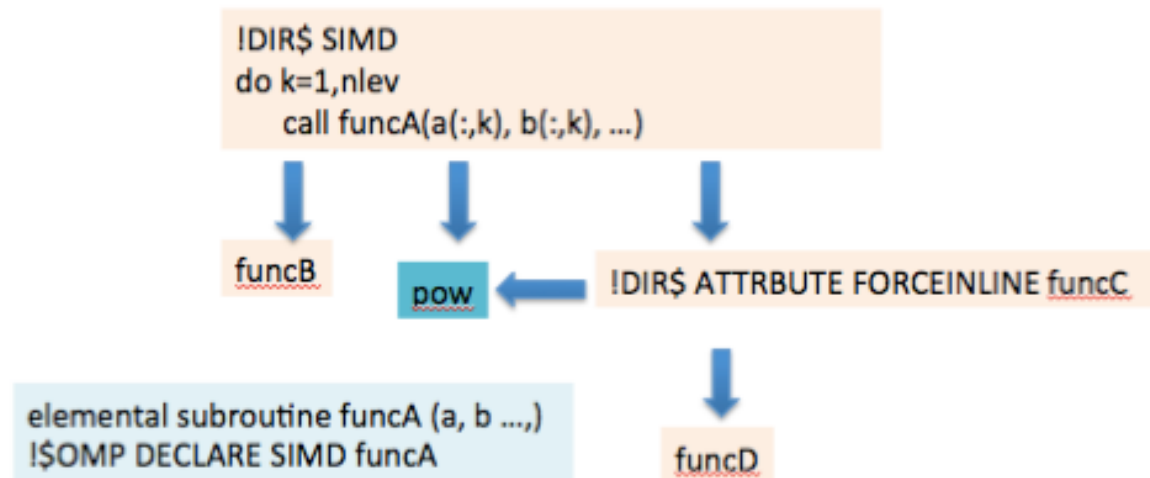 !DIR$ SIMD
do k=1,nlev
call funcA(a(:,k), b(:,k), ...)
funcB
pow
!DIR$ ATTRBUTE FORCEINLINE funcC
elemental subroutine funcA (a, b ...,)
!$OMP DECLARE SIMD funcA
funcD